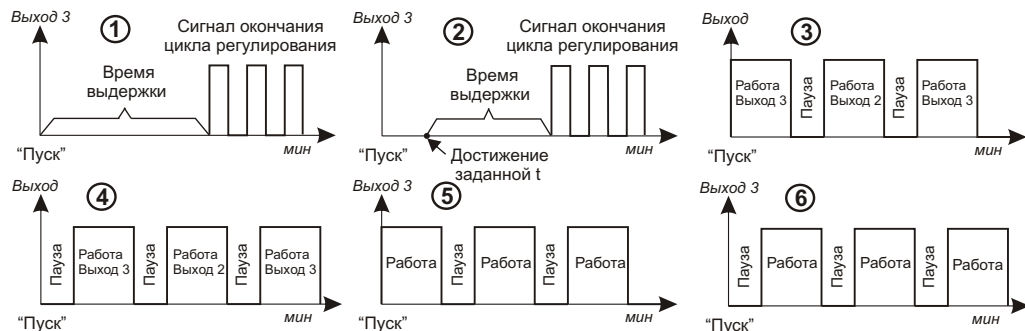 Выход 3
1
Сигнал окончания
цикла регулирования
Время
выдержки
“Пуск”
мин
Выход 3
2
Сигнал окончания
цикла регулирования
Время
выдержки
“Пуск”
Достижение
заданной t
мин
Выход
3
Работа
Выход 3
Пауза
Работа
Выход 2
Пауза
Работа
Выход 3
“Пуск”
мин
Выход
4
Пауза
Работа
Выход 3
Пауза
Работа
Выход 2
Пауза
Работа
Выход 3
“Пуск”
мин
Выход 3
5
Работа
Пауза
Работа
Пауза
Работа
“Пуск”
мин
Выход 3
6
Пауза
Работа
Пауза
Работа
Пауза
Работа
“Пуск”
мин